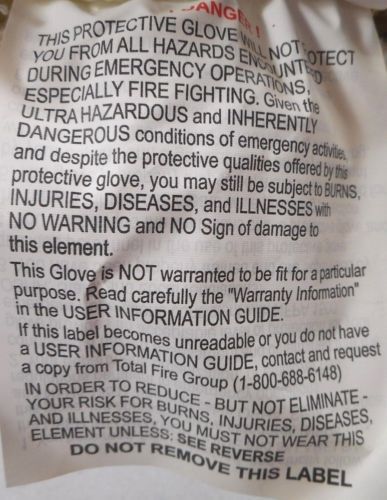 DANGER!
THIS PROTECTIVE GLOVE WILL NOT PROTECT
YOU FROM ALL HAZARDS ENCOUNTERED
DURING EMERGENCY OPERATIONS,
ESPECIALLY FIRE FIGHTING. Given the
ULTRA HAZARDOUS and INHERENTLY
DANGEROUS conditions of emergency activities,
and despite the protective qualities offered by this
protective glove, you may still be subject to BURNS,
INJURIES, DISEASES, and ILLNESSES with
NO WARNING and NO Sign of damage to
this element.
This Glove is NOT warranted to be fit for a particular
purpose. Read carefully the "Warranty Information"
in the USER INFORMATION GUIDE.
If this label becomes unreadable or you do not have
a USER INFORMATION GUIDE, contact and request
a copy from Total Fire Group (1-800-688-6148)
IN ORDER TO REDUCE - BUT NOT ELIMINATE -
YOUR RISK FOR BURNS, INJURIES, DISEASES,
AND ILLNESSES, YOU MUST NOT WEAR THIS
ELEMENT UNLESS: SEE REVERSE
DO NOT REMOVE THIS LABEL